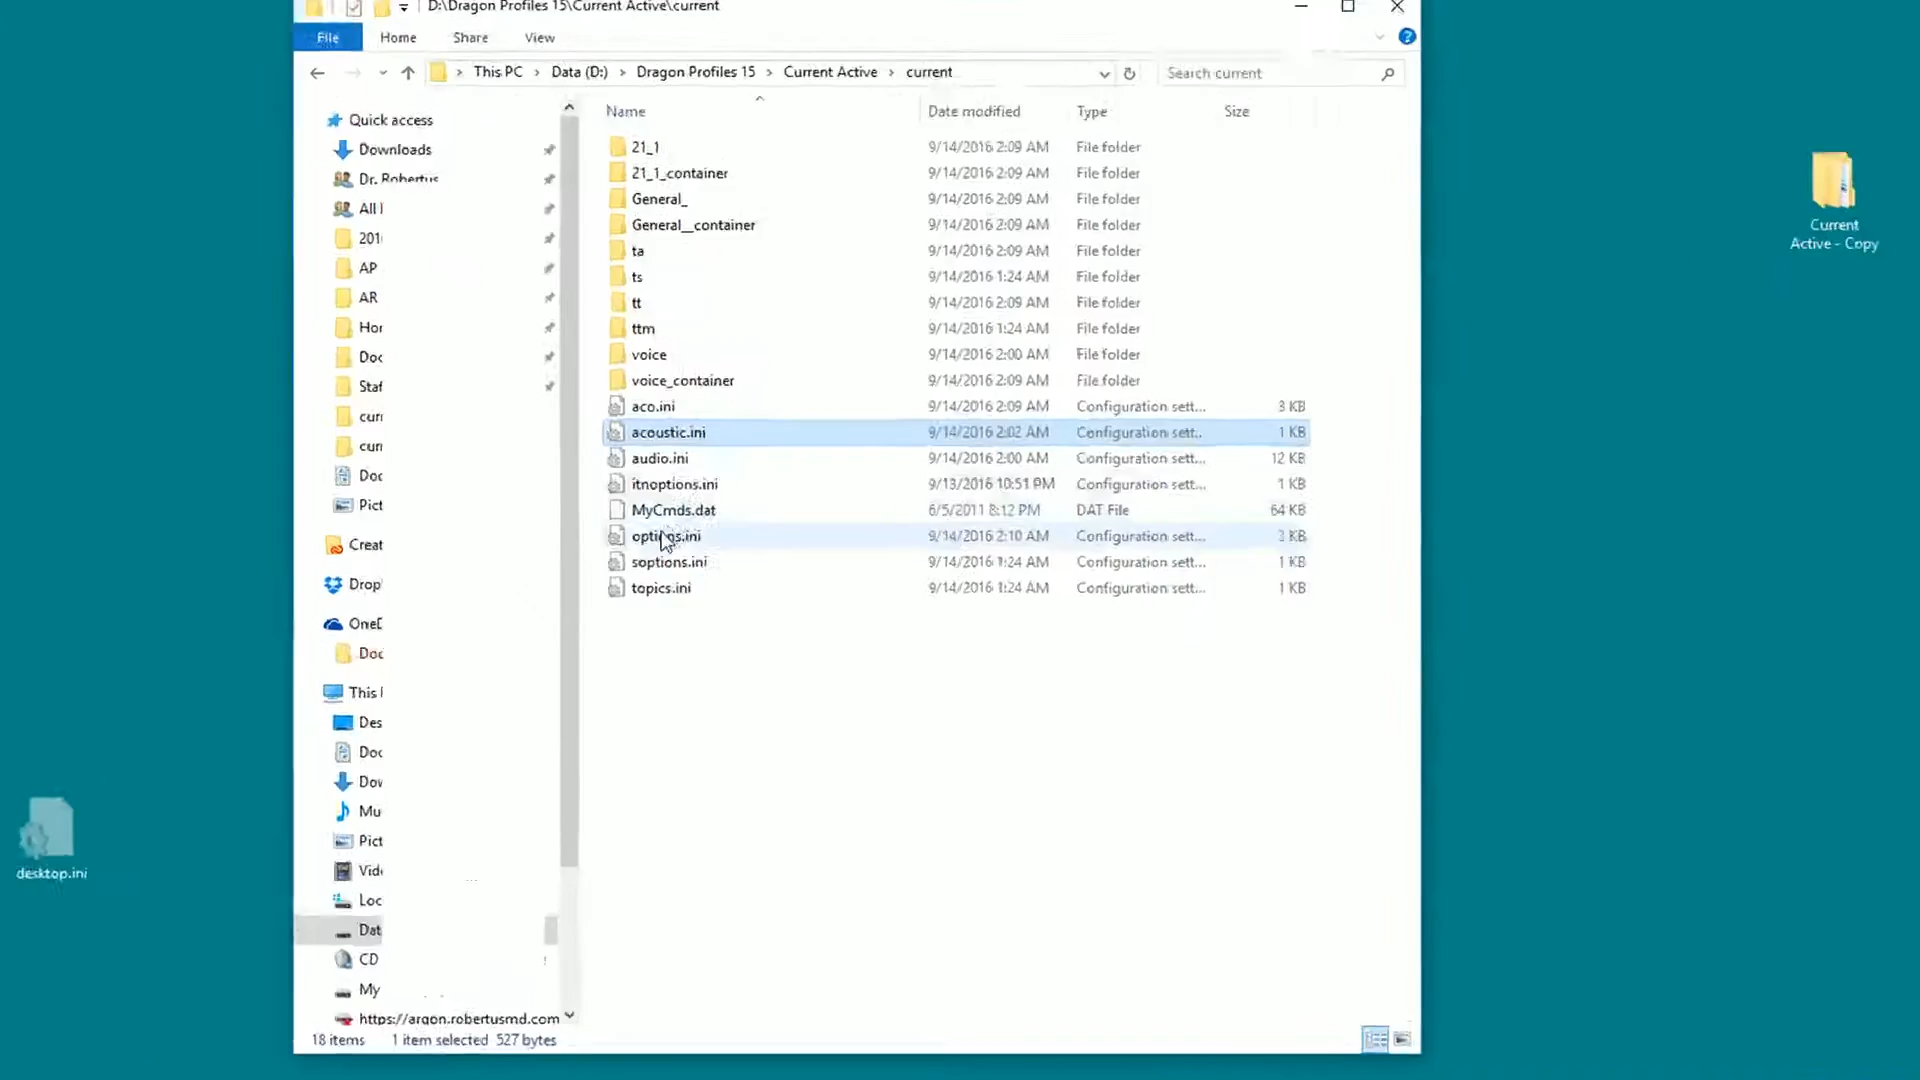 D:\Dragon Profiles 15\Current Active\current
File Home Share View
This PC > Data (D:) > Dragon Profiles 15 > Current Active > current
Search current
Name Date modified Type Size
21_1 9/14/2016 2:09 AM File folder
21_1_container 9/14/2016 2:09 AM File folder
General_ 9/14/2016 2:09 AM File folder
General__container 9/14/2016 2:09 AM File folder
ta 9/14/2016 2:09 AM File folder
ts 9/14/2016 1:24 AM File folder
tt 9/14/2016 2:09 AM File folder
ttm 9/14/2016 1:24 AM File folder
voice 9/14/2016 2:00 AM File folder
voice_container 9/14/2016 2:09 AM File folder
aco.ini 9/14/2016 2:09 AM Configuration sett... 3 KB
acoustic.ini 9/14/2016 2:02 AM Configuration sett... 1 KB
audio.ini 9/14/2016 2:00 AM Configuration sett... 12 KB
itnoptions.ini 9/13/2016 10:51 PM Configuration sett... 1 KB
MyCmds.dat 6/5/2011 8:12 PM DAT File 64 KB
options.ini 9/14/2016 2:10 AM Configuration sett... 3 KB
soptions.ini 9/14/2016 1:24 AM Configuration sett... 1 KB
topics.ini 9/14/2016 1:24 AM Configuration sett... 1 KB
Quick access
Downloads
Dr. Robertus
All
201
AP
AR
Hor
Doc
Staf
curr
curr
Doc
Pict
Creat
Drop
OneD
Doc
This
Des
Doc
Dov
Mu
Pict
Vide
Loc
Dat
CD
My
https://argon.robertusmd.com
18 items 1 item selected 527 bytes
Current
Active - Copy
desktop.ini